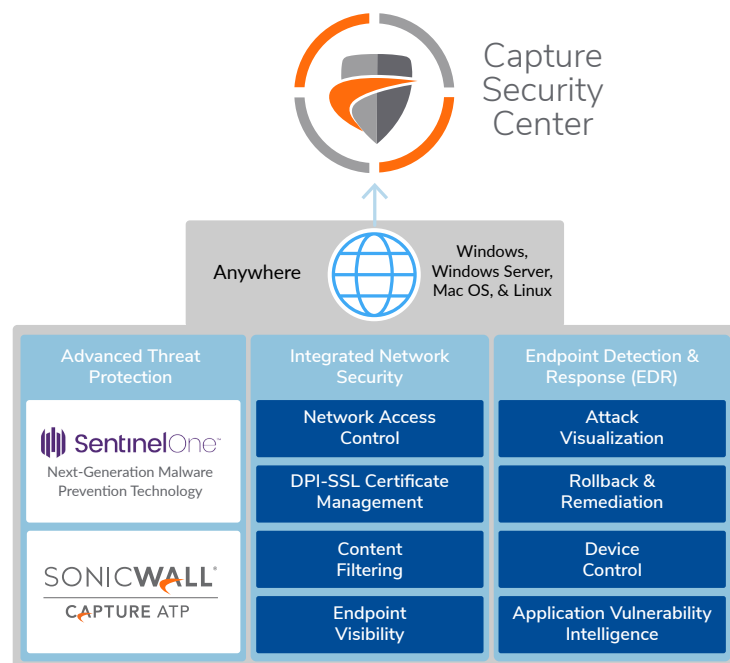 Capture
Security
Center
Anywhere
Windows,
Windows Server,
Mac OS, & Linux
Advanced Threat
Protection
SentinelOne™
Next-Generation Malware
Prevention Technology
SONICWALL®
CAPTURE ATP
Integrated Network
Security
Network Access
Control
DPI-SSL Certificate
Management
Content
Filtering
Endpoint
Visibility
Endpoint Detection &
Response (EDR)
Attack
Visualization
Rollback &
Remediation
Device
Control
Application Vulnerability
Intelligence